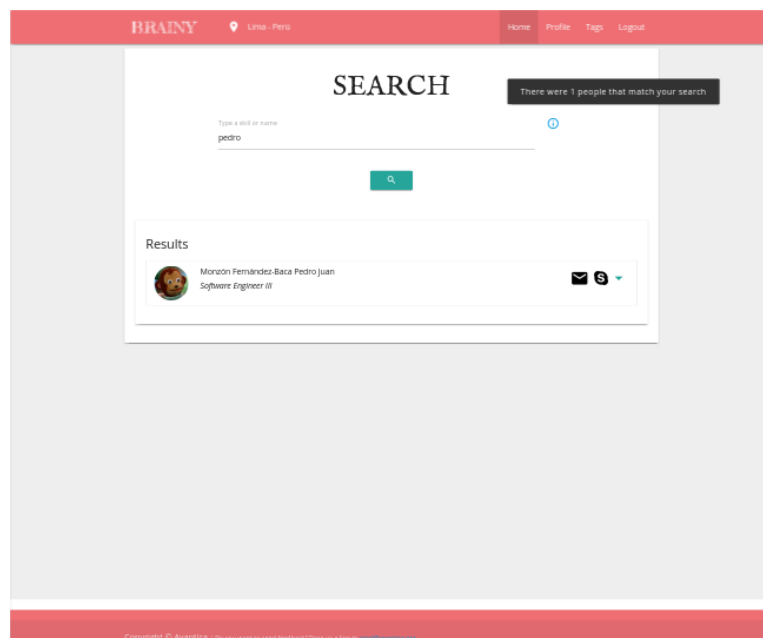 BRAINY
Lima - Peru
Home Profile Tags Logout
SEARCH
There were 1 people that match your search
Type a skill or name
pedro
Results
Monzón Fernández-Baca Pedro Juan
Software Engineer III
Copyright © Avantica